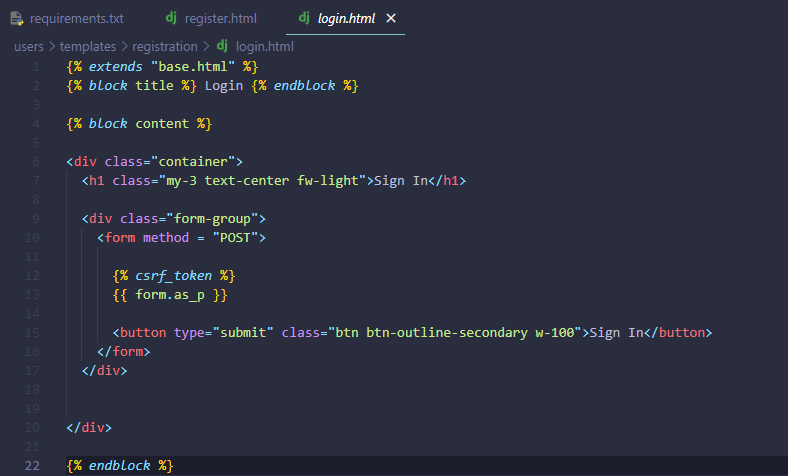 requirements.txt register.html login.html
users > templates > registration > login.html
1 {% extends "base.html" %}
2 {% block title %} Login {% endblock %}
3
4 {% block content %}
5
6 <div class="container">
7 <h1 class="my-3 text-center fw-light">Sign In</h1>
8
9 <div class="form-group">
10 <form method = "POST">
11
12 {% csrf_token %}
13 {{ form.as_p }}
14
15 <button type="submit" class="btn btn-outline-secondary w-100">Sign In</button>
16 </form>
17 </div>
18
19
20 </div>
21
22 {% endblock %}